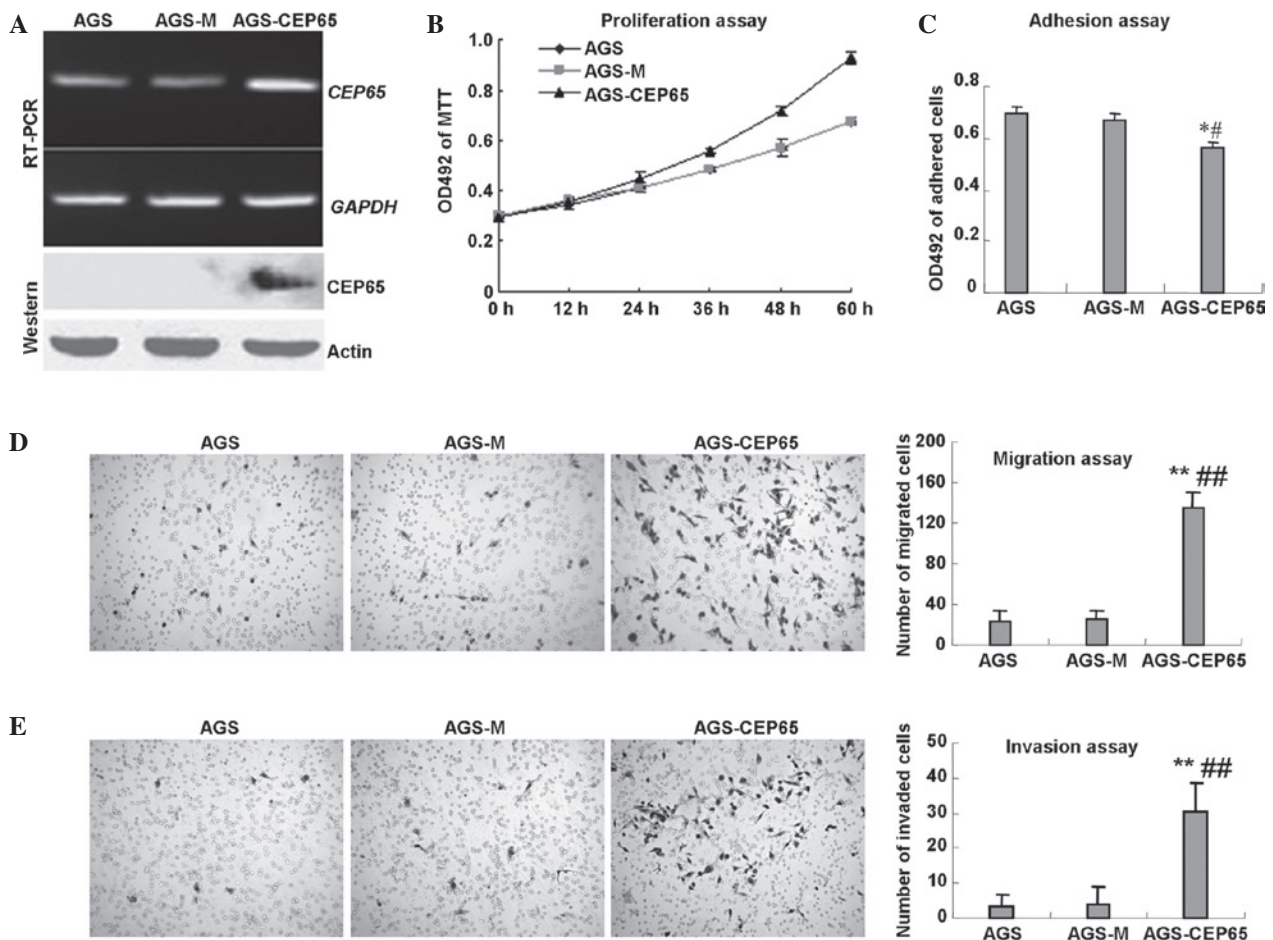 A
AGS AGS-M AGS-CEP65
RT-PCR
CEP65
GAPDH
Western
CEP65
Actin
B
Proliferation assay
AGS
AGS-M
AGS-CEP65
OD492 of MTT
1.0
0.8
0.6
0.4
0.2
0
0 h 12 h 24 h 36 h 48 h 60 h
C
Adhesion assay
OD492 of adhered cells
0.8
0.6
0.4
0.2
0
*#
AGS AGS-M AGS-CEP65
D
AGS AGS-M AGS-CEP65
Migration assay
Number of migrated cells
200
160
120
80
40
0
** ##
AGS AGS-M AGS-CEP65
E
AGS AGS-M AGS-CEP65
Invasion assay
Number of invaded cells
50
40
30
20
10
0
** ##
AGS AGS-M AGS-CEP65